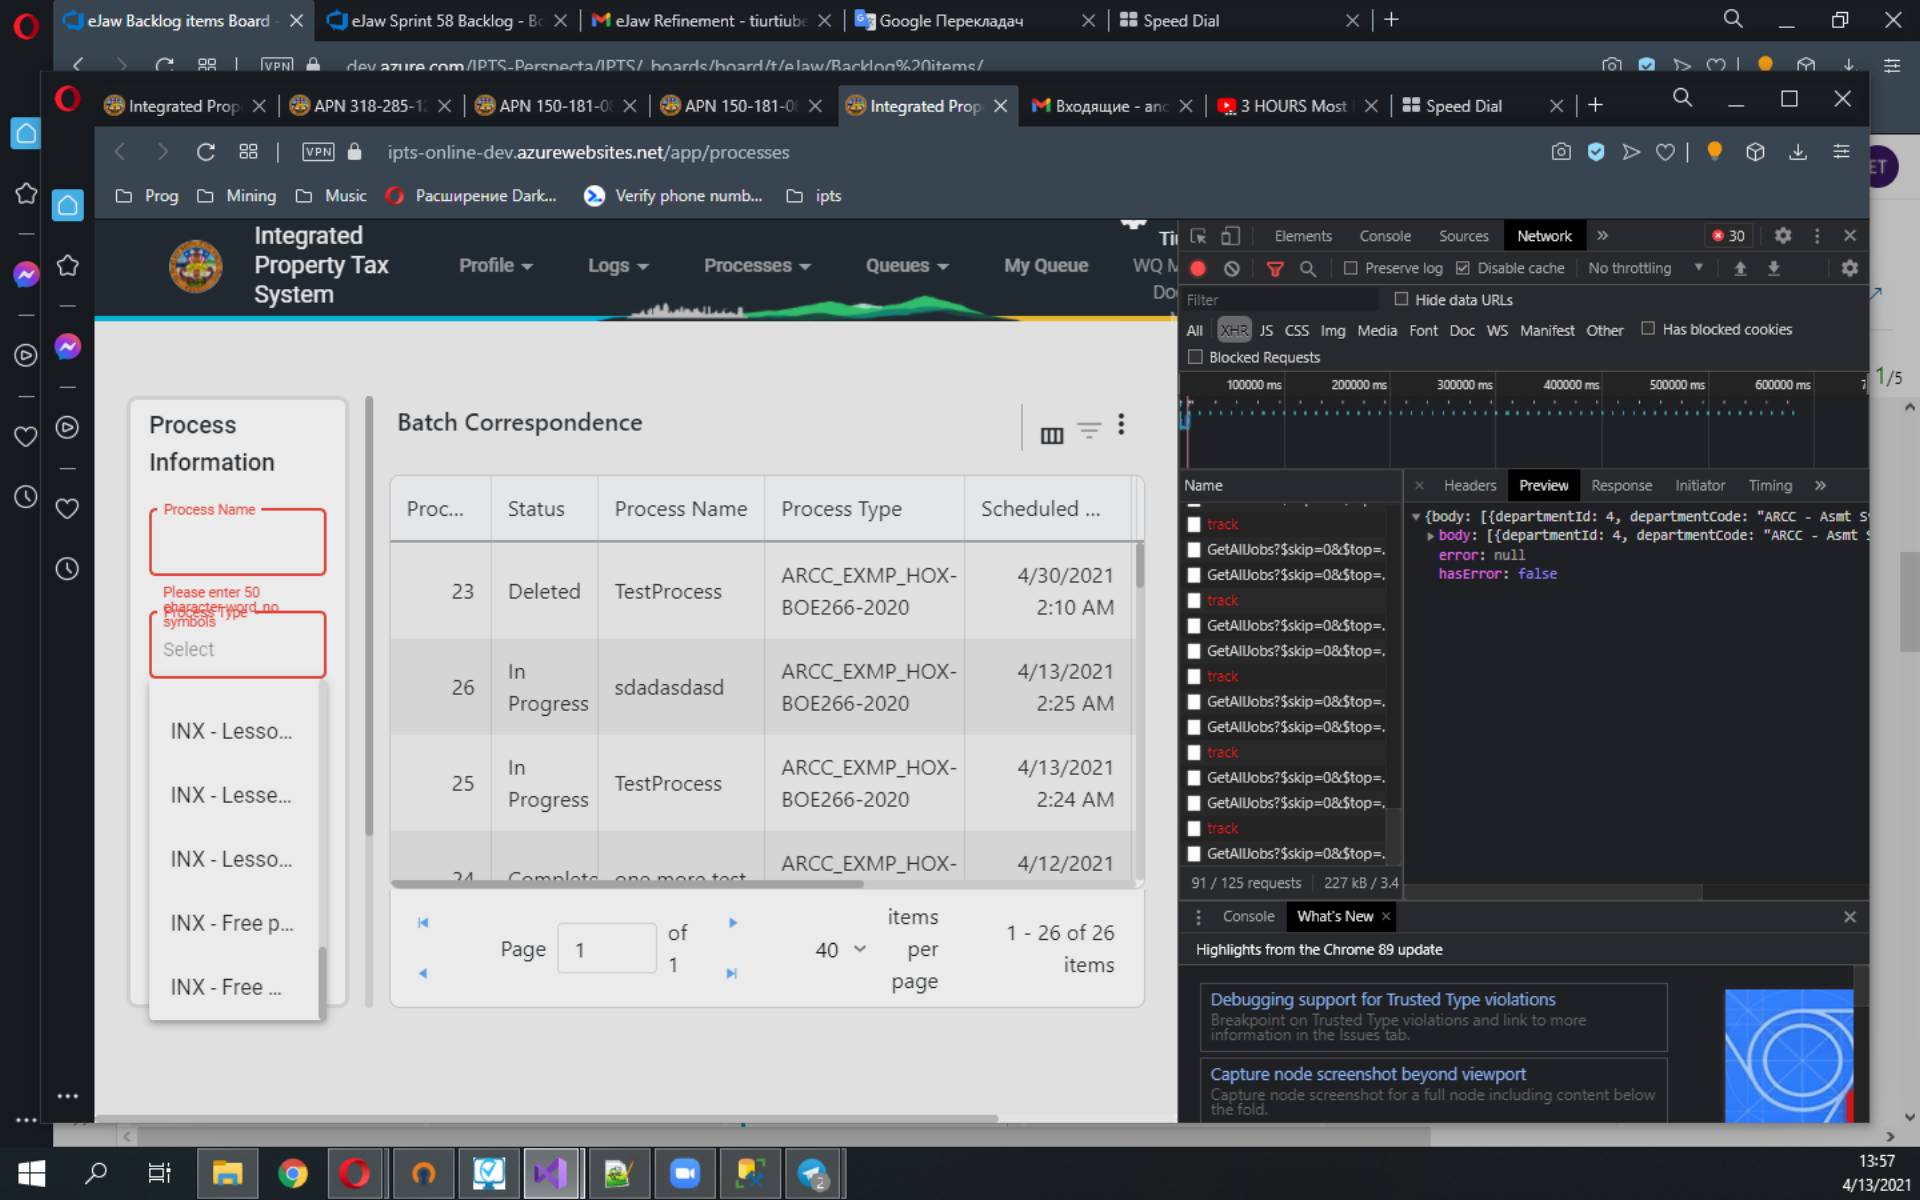 eJaw Backlog items Board -
eJaw Sprint 58 Backlog - Bo
eJaw Refinement - tiurtiube
Google Перекладач
Speed Dial
VPN
dev.azure.com/IPTS-Perspecta/IPTS/_boards/board/t/eJaw/Backlog%20items/
Integrated Prop
APN 318-285-12
APN 150-181-0
APN 150-181-0
Integrated Prop
Входящие - and
3 HOURS Most
Speed Dial
VPN
ipts-online-dev.azurewebsites.net/app/processes
ET
Prog
Mining
Music
Расширение Dark...
Verify phone numb...
ipts
Integrated
Property Tax
System
Profile
Logs
Processes
Queues
My Queue
Tiu
WQ M
Do
Elements
Console
Sources
Network
30
Preserve log
Disable cache
No throttling
Filter
Hide data URLs
All
XHR
JS
CSS
Img
Media
Font
Doc
WS
Manifest
Other
Has blocked cookies
Blocked Requests
100000 ms
200000 ms
300000 ms
400000 ms
500000 ms
600000 ms
7
1/5
Process
Information
Process Name
Please enter 50
character word, no
symbols
Process Type
Select
INX - Lesso...
INX - Lesse...
INX - Lesso...
INX - Free p...
INX - Free ...
Batch Correspondence
Proc...
Status
Process Name
Process Type
Scheduled ...
23
Deleted
TestProcess
ARCC_EXMP_HOX-
BOE266-2020
4/30/2021
2:10 AM
26
In
Progress
sdadasdasd
ARCC_EXMP_HOX-
BOE266-2020
4/13/2021
2:25 AM
25
In
Progress
TestProcess
ARCC_EXMP_HOX-
BOE266-2020
4/13/2021
2:24 AM
24
Complete
one more test
ARCC_EXMP_HOX-
4/12/2021
Page
1
of
1
40
items
per
page
1 - 26 of 26
items
Name
track
GetAllJobs?$skip=0&$top=.
GetAllJobs?$skip=0&$top=.
track
GetAllJobs?$skip=0&$top=.
GetAllJobs?$skip=0&$top=.
track
GetAllJobs?$skip=0&$top=.
GetAllJobs?$skip=0&$top=.
track
GetAllJobs?$skip=0&$top=.
GetAllJobs?$skip=0&$top=.
track
GetAllJobs?$skip=0&$top=.
91 / 125 requests
227 kB / 3.4
Headers
Preview
Response
Initiator
Timing
{body: [{departmentId: 4, departmentCode: "ARCC - Asmt S
body: [{departmentId: 4, departmentCode: "ARCC - Asmt S
error: null
hasError: false
Console
What's New
Highlights from the Chrome 89 update
Debugging support for Trusted Type violations
Breakpoint on Trusted Type violations and link to more
information in the Issues tab.
Capture node screenshot beyond viewport
Capture node screenshot for a full node including content below
the fold.
2
13:57
4/13/2021